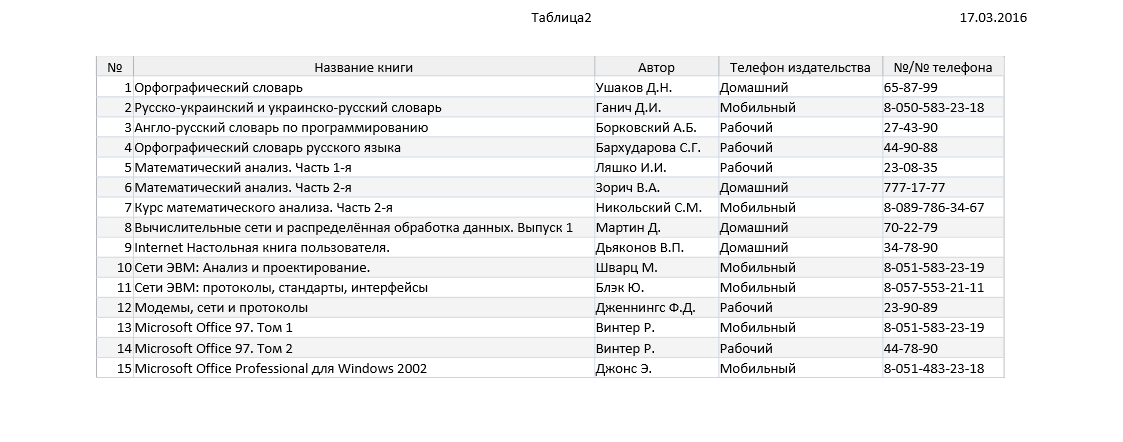 Таблица2 17.03.2016
№ Название книги Автор Телефон издательства №/№ телефона
1 Орфографический словарь Ушаков Д.Н. Домашний 65-87-99
2 Русско-украинский и украинско-русский словарь Ганич Д.И. Мобильный 8-050-583-23-18
3 Англо-русский словарь по программированию Борковский А.Б. Рабочий 27-43-90
4 Орфографический словарь русского языка Бархударова С.Г. Рабочий 44-90-88
5 Математический анализ. Часть 1-я Ляшко И.И. Рабочий 23-08-35
6 Математический анализ. Часть 2-я Зорич В.А. Домашний 777-17-77
7 Курс математического анализа. Часть 2-я Никольский С.М. Мобильный 8-089-786-34-67
8 Вычислительные сети и распределённая обработка данных. Выпуск 1 Мартин Д. Домашний 70-22-79
9 Internet Настольная книга пользователя. Дьяконов В.П. Домашний 34-78-90
10 Сети ЭВМ: Анализ и проектирование. Шварц М. Мобильный 8-051-583-23-19
11 Сети ЭВМ: протоколы, стандарты, интерфейсы Блэк Ю. Мобильный 8-057-553-21-11
12 Модемы, сети и протоколы Дженнингс Ф.Д. Рабочий 23-90-89
13 Microsoft Office 97. Том 1 Винтер Р. Мобильный 8-051-583-23-19
14 Microsoft Office 97. Том 2 Винтер Р. Рабочий 44-78-90
15 Microsoft Office Professional для Windows 2002 Джонс Э. Мобильный 8-051-483-23-18